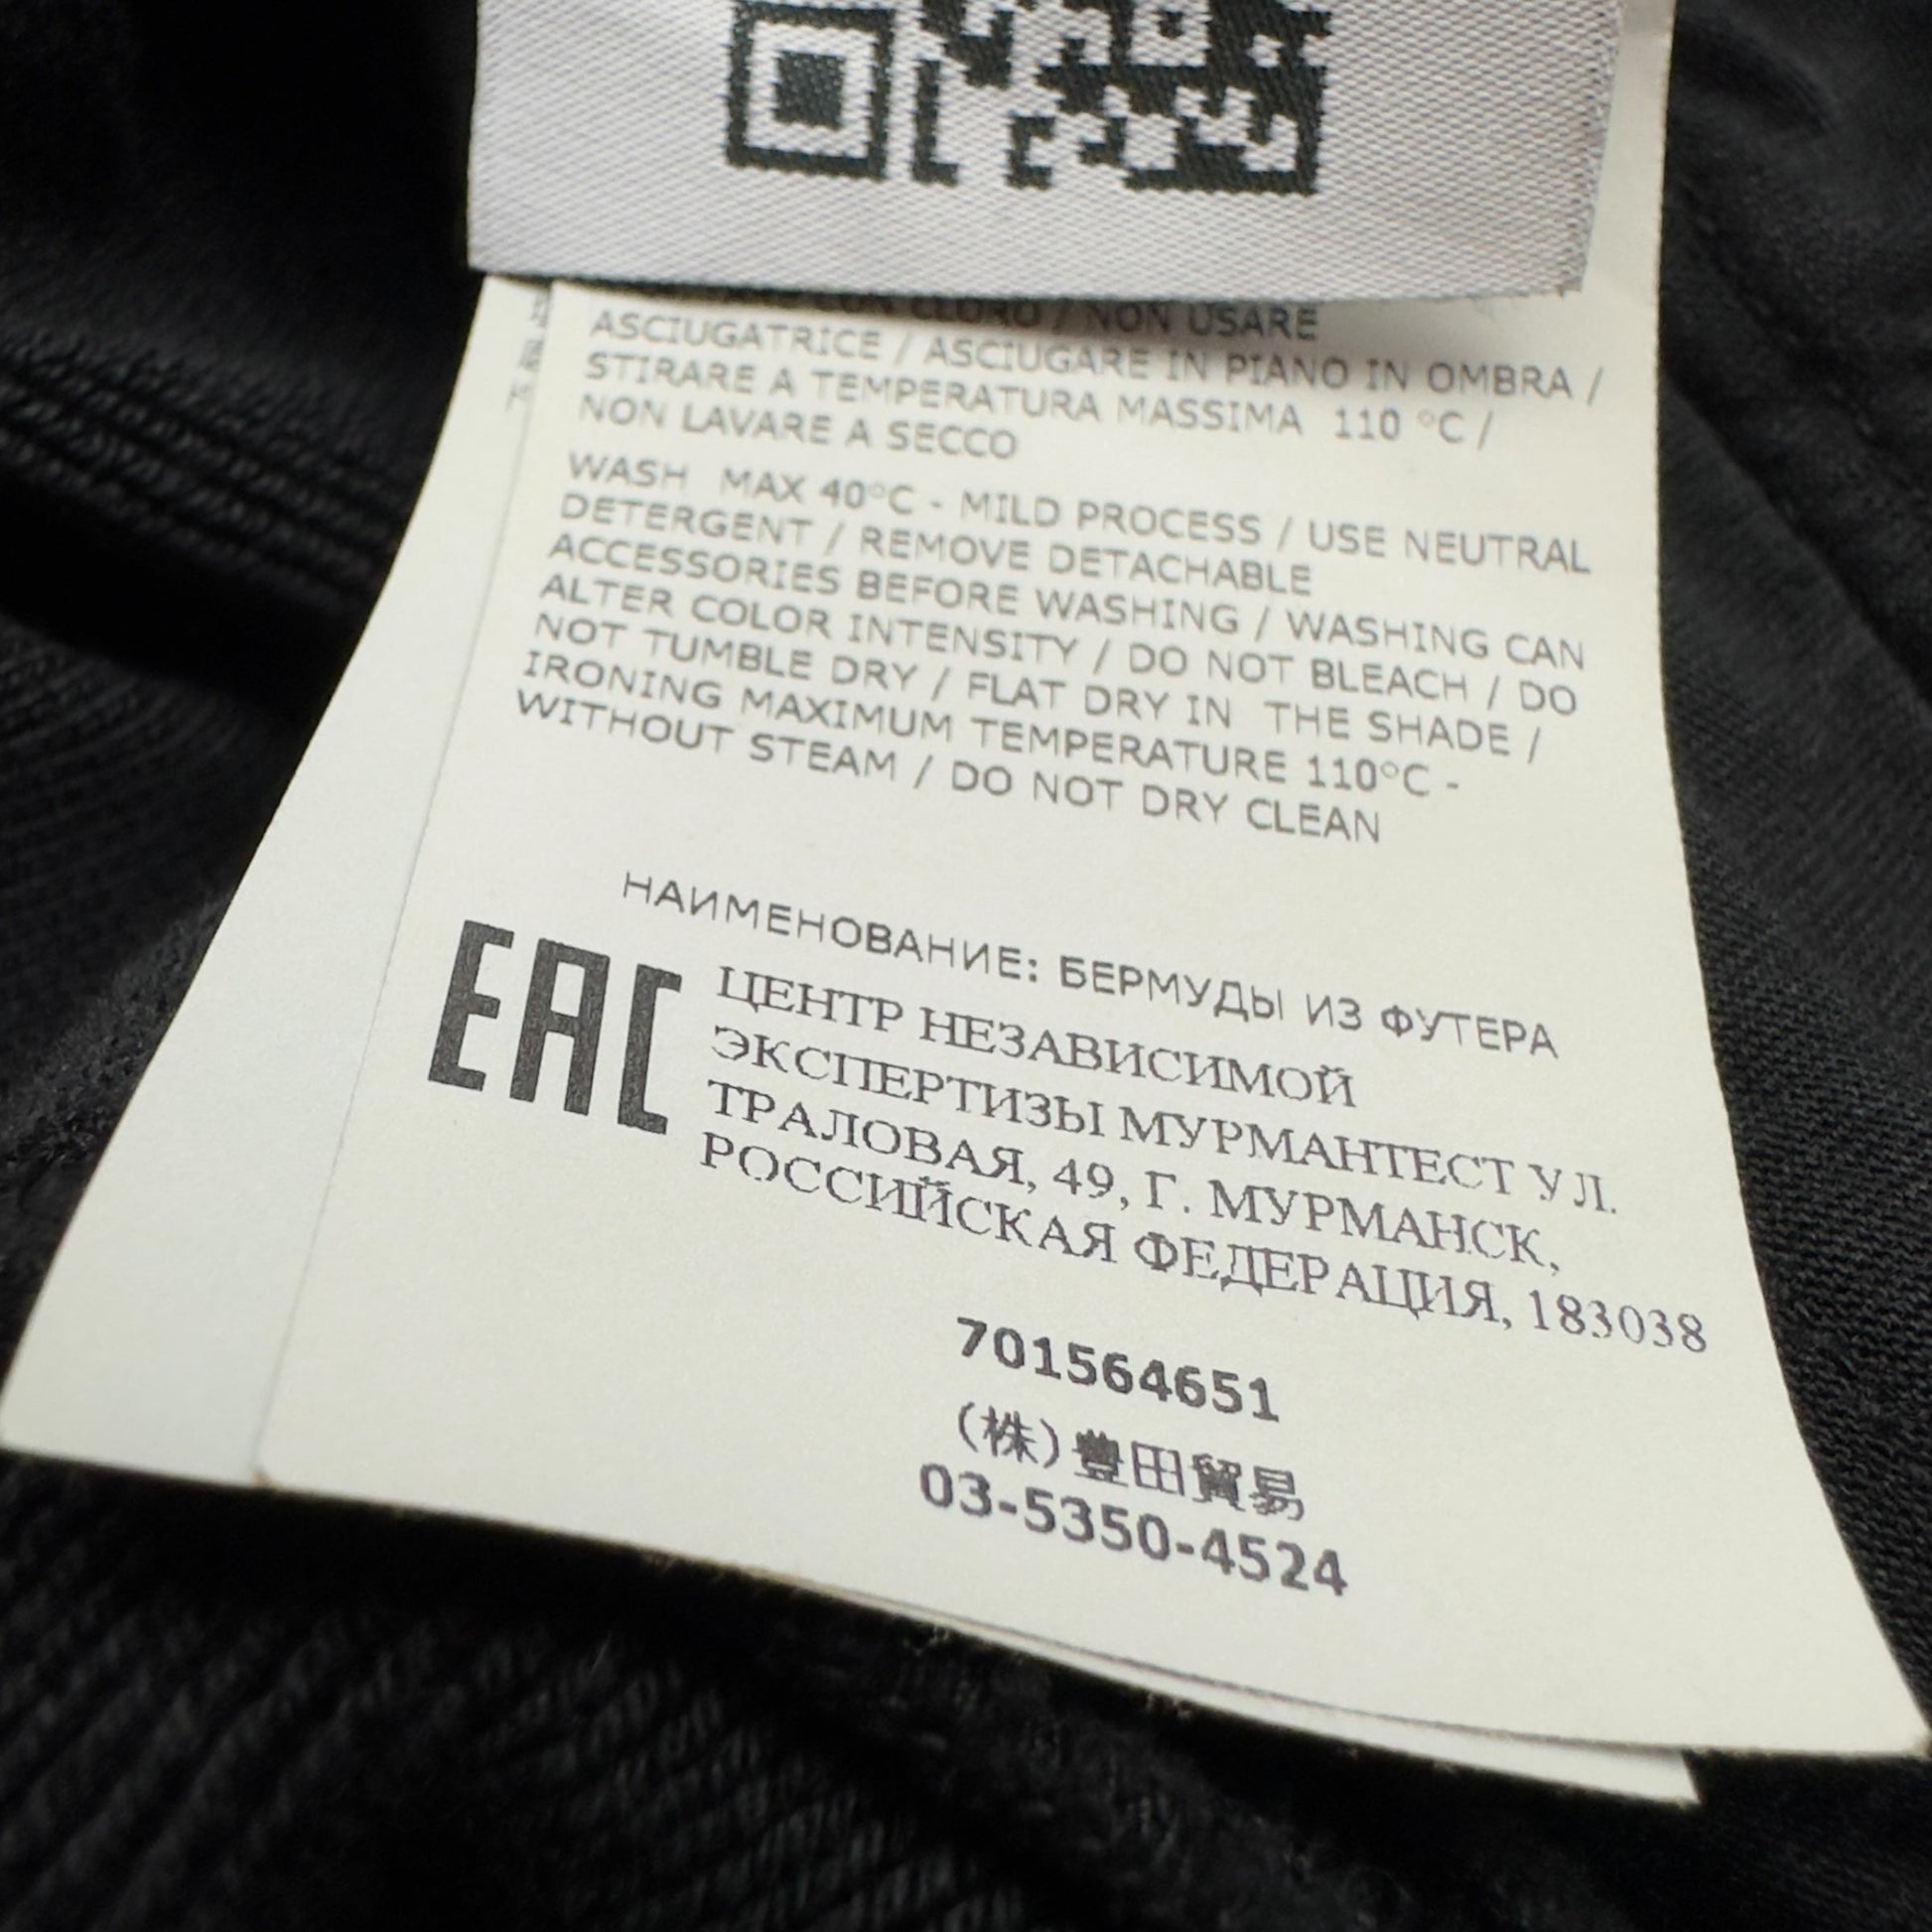 CON CLORO / NON USARE
ASCIUGATRICE / ASCIUGARE IN PIANO IN OMBRA /
STIRARE A TEMPERATURA MASSIMA 110 °C /
NON LAVARE A SECCO
WASH MAX 40°C - MILD PROCESS / USE NEUTRAL
DETERGENT / REMOVE DETACHABLE
ACCESSORIES BEFORE WASHING / WASHING CAN
ALTER COLOR INTENSITY / DO NOT BLEACH / DO
NOT TUMBLE DRY / FLAT DRY IN THE SHADE /
IRONING MAXIMUM TEMPERATURE 110°C -
WITHOUT STEAM / DO NOT DRY CLEAN
НАИМЕНОВАНИЕ: БЕРМУДЫ ИЗ ФУТЕРА
EAC
ЦЕНТР НЕЗАВИСИМОЙ
ЭКСПЕРТИЗЫ МУРМАНТЕСТ УЛ.
ТРАЛОВАЯ, 49, Г. МУРМАНСК,
РОССИЙСКАЯ ФЕДЕРАЦИЯ, 183038
701564651
(株)豊田貿易
03-5350-4524